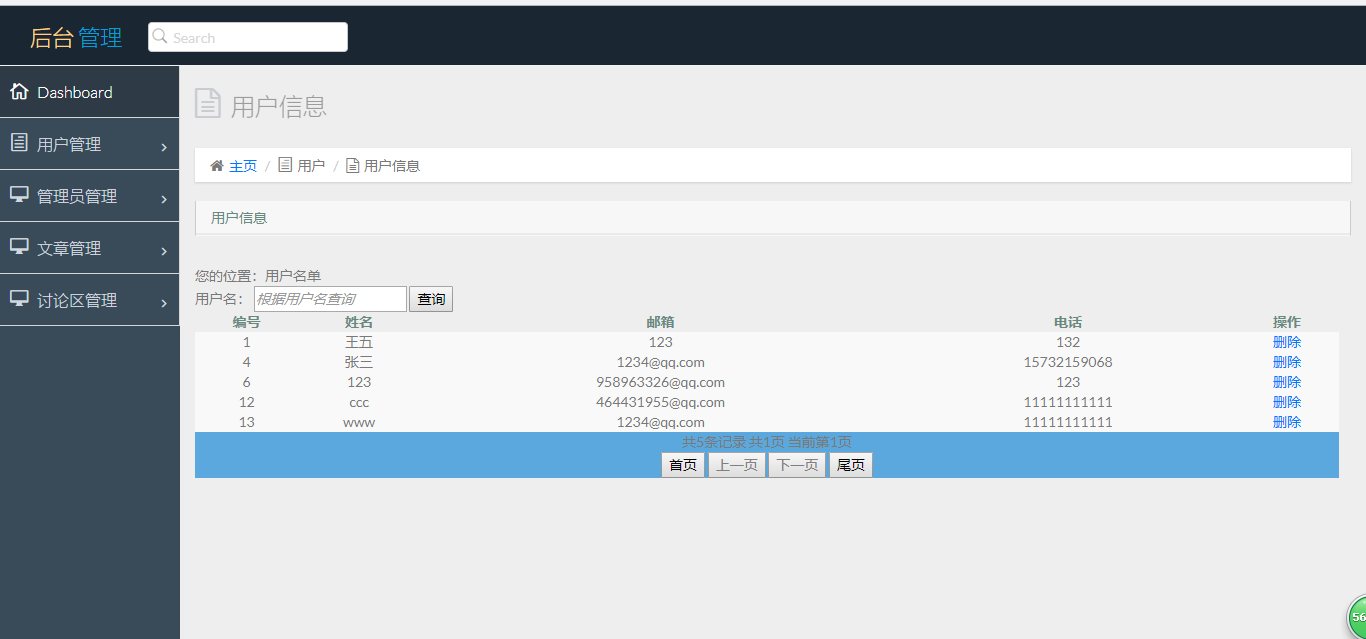 后台 管理 Search
Dashboard
用户管理
管理员管理
文章管理
讨论区管理
用户信息
主页 / 用户 / 用户信息
用户信息
您的位置：用户名单
用户名： 根据用户名查询 查询
编号 姓名 邮箱 电话 操作
1 王五 123 132 删除
4 张三 1234@qq.com 15732159068 删除
6 123 958963326@qq.com 123 删除
12 ccc 464431955@qq.com 11111111111 删除
13 www 1234@qq.com 11111111111 删除
共5条记录 共1页 当前第1页
首页 上一页 下一页 尾页
56